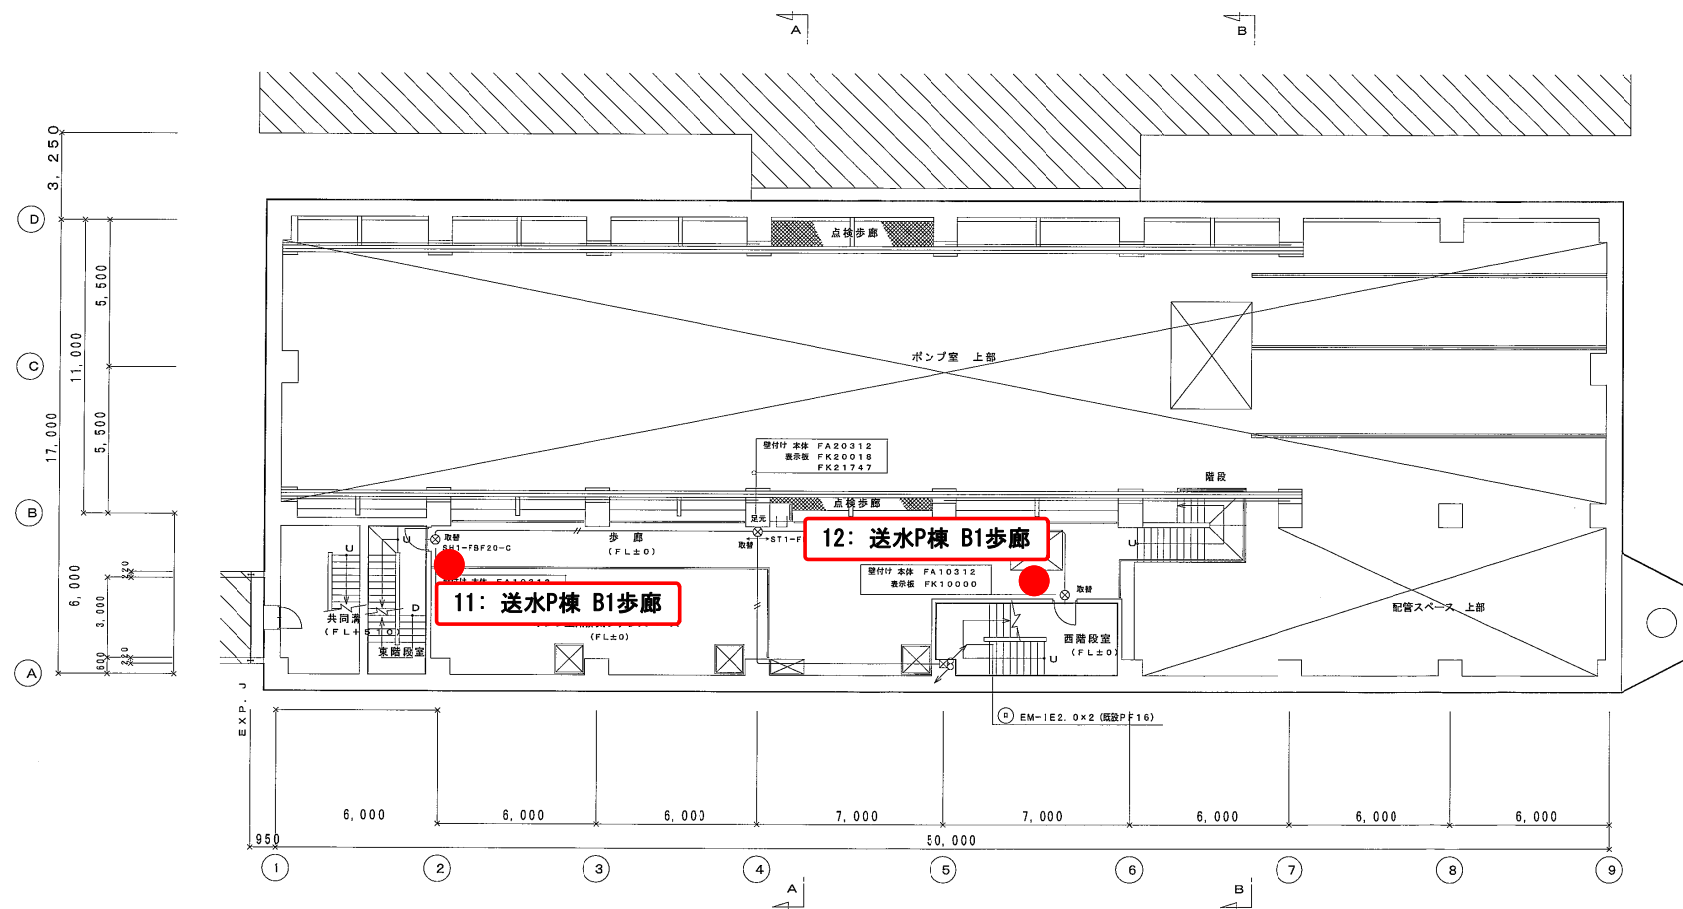 A
B
3,250
D
点検歩廊
5,500
11,000
C
ポンプ室 上部
17,000
5,500
壁付け 本体 FA20312
表示板 FK20018
FK21747
階段
点検歩廊
B
足元
取替
SH1-FBF20-C
歩 廊
(FL±0)
取替
ST1-F
12: 送水P棟 B1歩廊
U
U
U
壁付け 本体 FA10312
表示板 FK10000
取替
220
6,000
3,000
11: 送水P棟 B1歩廊
共同溝
(FL+510)
D
東階段室
(FL±0)
西階段室
(FL±0)
U
配管スペース 上部
600
220
A
EXP.J
ロ EM-IE2.0×2 (既設PF16)
6,000
6,000
6,000
7,000
7,000
6,000
6,000
6,000
950
50,000
1
2
3
4
5
6
7
8
9
A
B